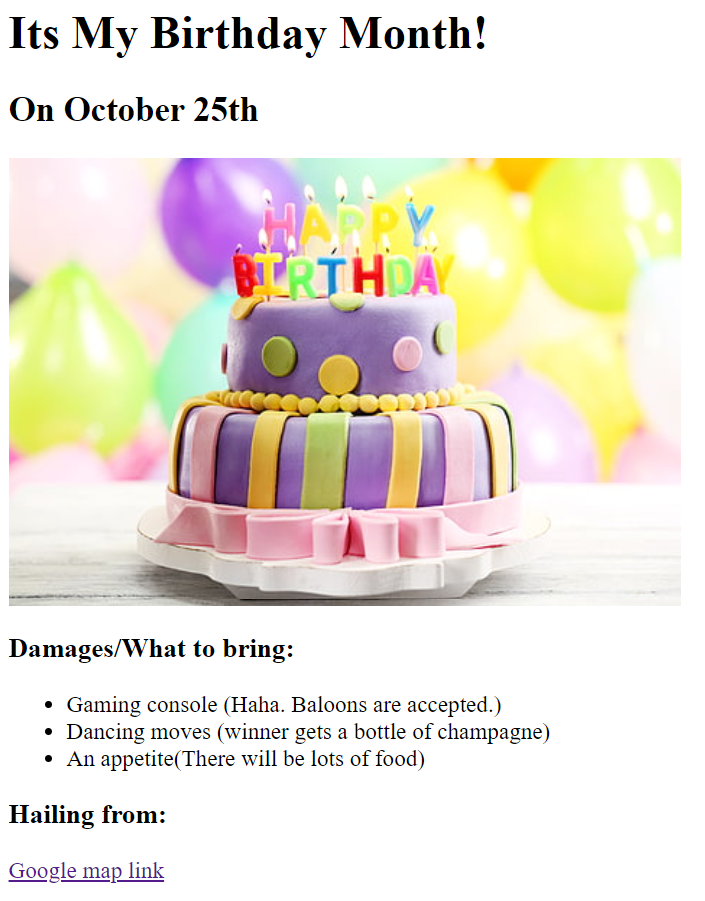 Its My Birthday Month!
On October 25th
HAPPY
BIRTHDAY
Damages/What to bring:
Gaming console (Haha. Baloons are accepted.)
Dancing moves (winner gets a bottle of champagne)
An appetite(There will be lots of food)
Hailing from:
Google map link